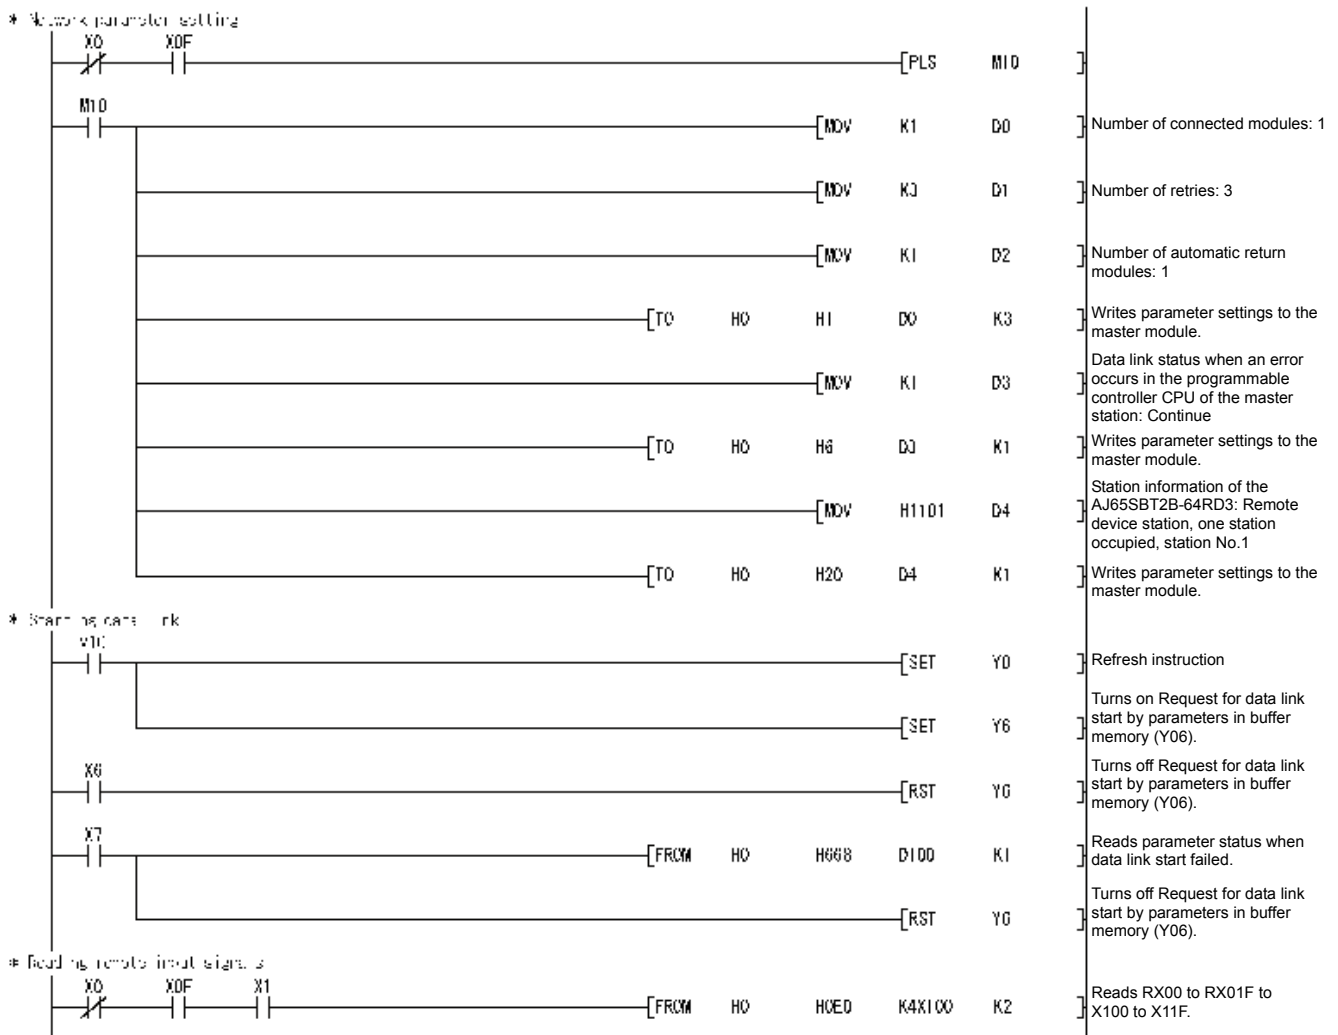 * Network parameter setting
X0 X0F
[PLS M10 ]
M10
[MOV K1 D0 ] Number of connected modules: 1
[MOV K3 D1 ] Number of retries: 3
[MOV K1 D2 ] Number of automatic return
modules: 1
[TO H0 H1 D0 K3 ] Writes parameter settings to the
master module.
Data link status when an error
[MOV K1 D3 ] occurs in the programmable
controller CPU of the master
station: Continue
[TO H0 H6 D3 K1 ] Writes parameter settings to the
master module.
Station information of the
[MOV H1101 D4 ] AJ65SBT2B-64RD3: Remote
device station, one station
occupied, station No.1
[TO H0 H20 D4 K1 ] Writes parameter settings to the
master module.
* Starting data link
M10
[SET Y0 ] Refresh instruction
Turns on Request for data link
[SET Y6 ] start by parameters in buffer
memory (Y06).
X6
Turns off Request for data link
[RST Y6 ] start by parameters in buffer
memory (Y06).
X7
[FROM H0 H668 D100 K1 ] Reads parameter status when
data link start failed.
Turns off Request for data link
[RST Y6 ] start by parameters in buffer
memory (Y06).
* Reading remote input signals
X0 X0F X1
[FROM H0 H0E0 K4X100 K2 ] Reads RX00 to RX01F to
X100 to X11F.